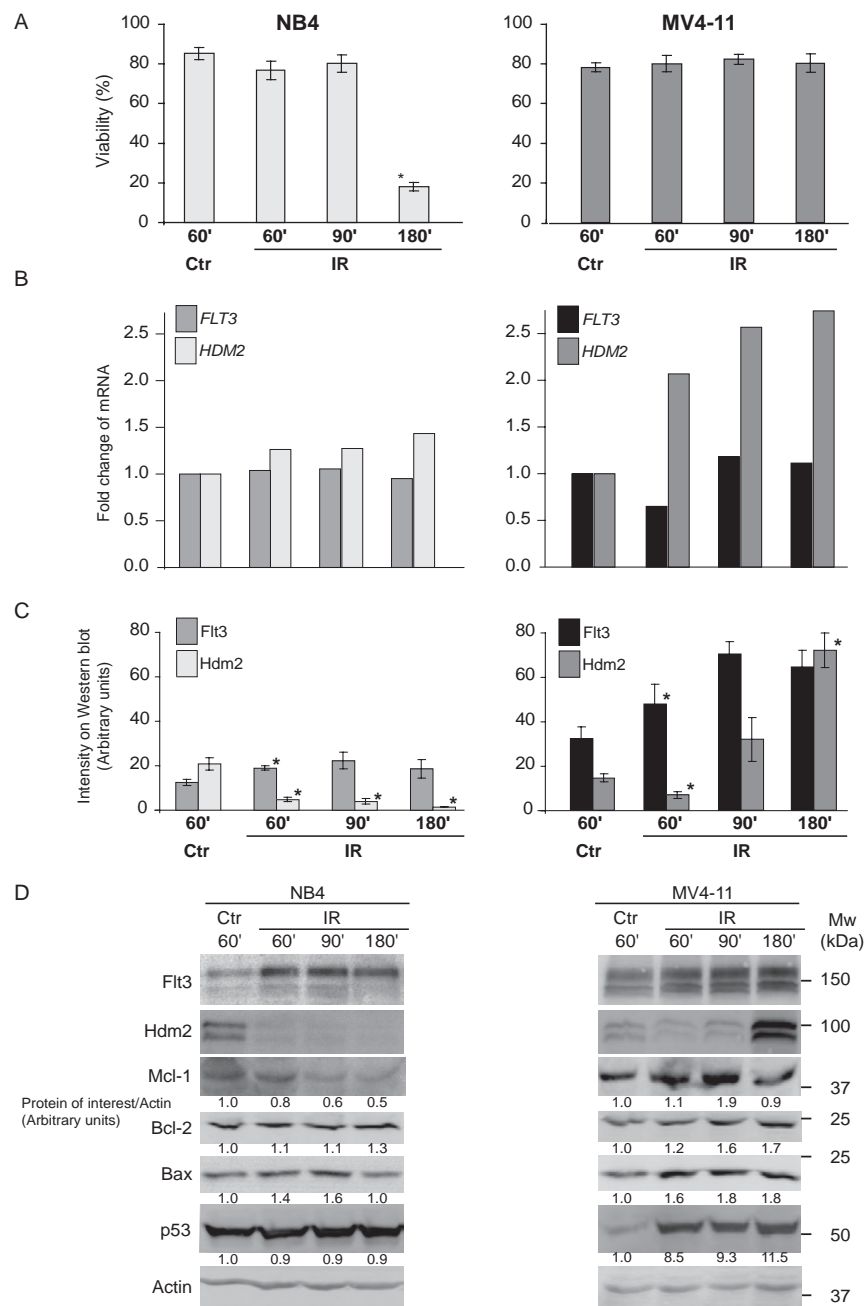 A
NB4
MV4-11
Viability (%)
100
80
60
40
20
0
*
60' 60' 90' 180'
Ctr IR
100
80
60
40
20
0
60' 60' 90' 180'
Ctr IR
B
Fold change of mRNA
FLT3
HDM2
2.5
2.0
1.5
1.0
0.5
0.0
FLT3
HDM2
2.5
2.0
1.5
1.0
0.5
0.0
C
Intensity on Western blot
(Arbitrary units)
Flt3
Hdm2
80
60
40
20
0
* * * *
60' 60' 90' 180'
Ctr IR
Flt3
Hdm2
80
60
40
20
0
* * *
60' 60' 90' 180'
Ctr IR
D
NB4 MV4-11
Ctr IR Ctr IR Mw
60' 60' 90' 180' 60' 60' 90' 180' (kDa)
Flt3 150
Hdm2 100
Mcl-1 37
Protein of interest/Actin
(Arbitrary units)
1.0 0.8 0.6 0.5 1.0 1.1 1.9 0.9
Bcl-2 25
1.0 1.1 1.1 1.3 1.0 1.2 1.6 1.7
25
Bax
1.0 1.4 1.6 1.0 1.0 1.6 1.8 1.8
p53 50
1.0 0.9 0.9 0.9 1.0 8.5 9.3 11.5
Actin 37